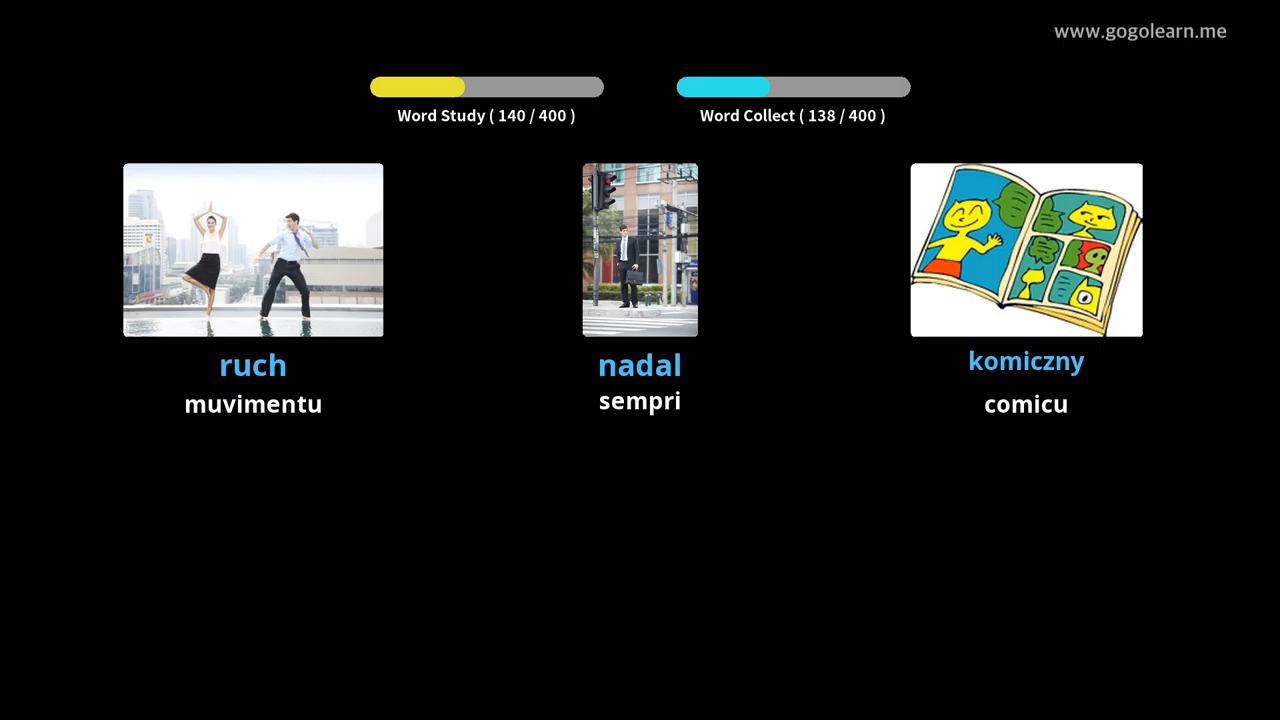 www.gogolearn.me
Word Study ( 140 / 400 )
Word Collect ( 138 / 400 )
ruch
muvimentu
nadal
sempri
komiczny
comicu